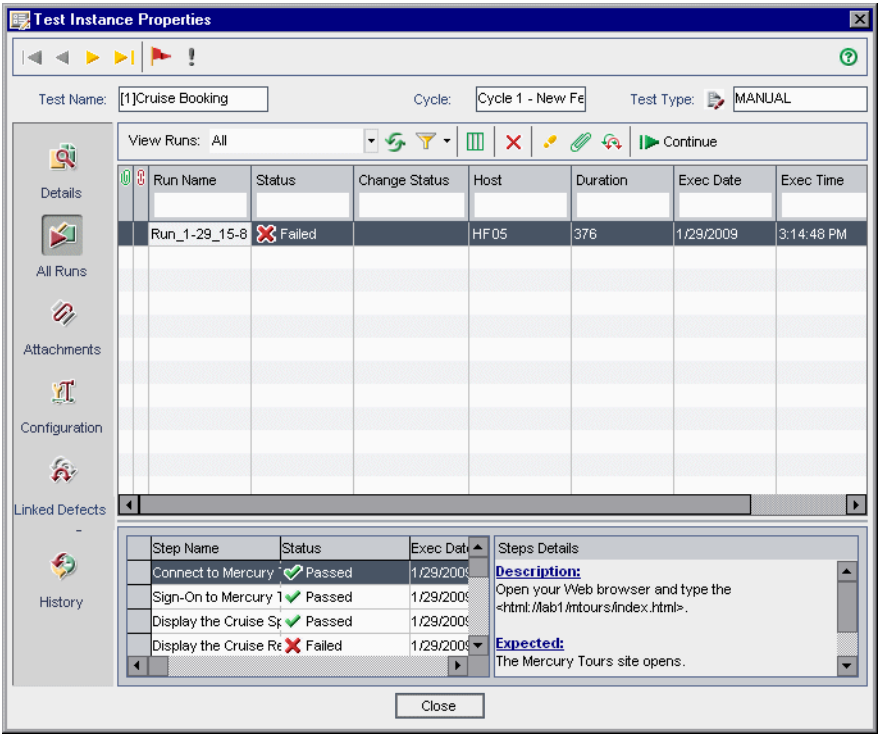 Test Instance Properties
Test Name: [1]Cruise Booking Cycle: Cycle 1 - New Fe Test Type: MANUAL
View Runs: All Continue
Details
All Runs
Attachments
Configuration
Linked Defects
History
Run Name Status Change Status Host Duration Exec Date Exec Time
Run_1-29_15-8 Failed HF05 376 1/29/2009 3:14:48 PM
Step Name Status Exec Date
Connect to Mercury Passed 1/29/2009
Sign-On to Mercury Passed 1/29/2009
Display the Cruise Sp Passed 1/29/2009
Display the Cruise Re Failed 1/29/2009
Steps Details
Description:
Open your Web browser and type the
<html://lab1/mtours/index.html>.
Expected:
The Mercury Tours site opens.
Close